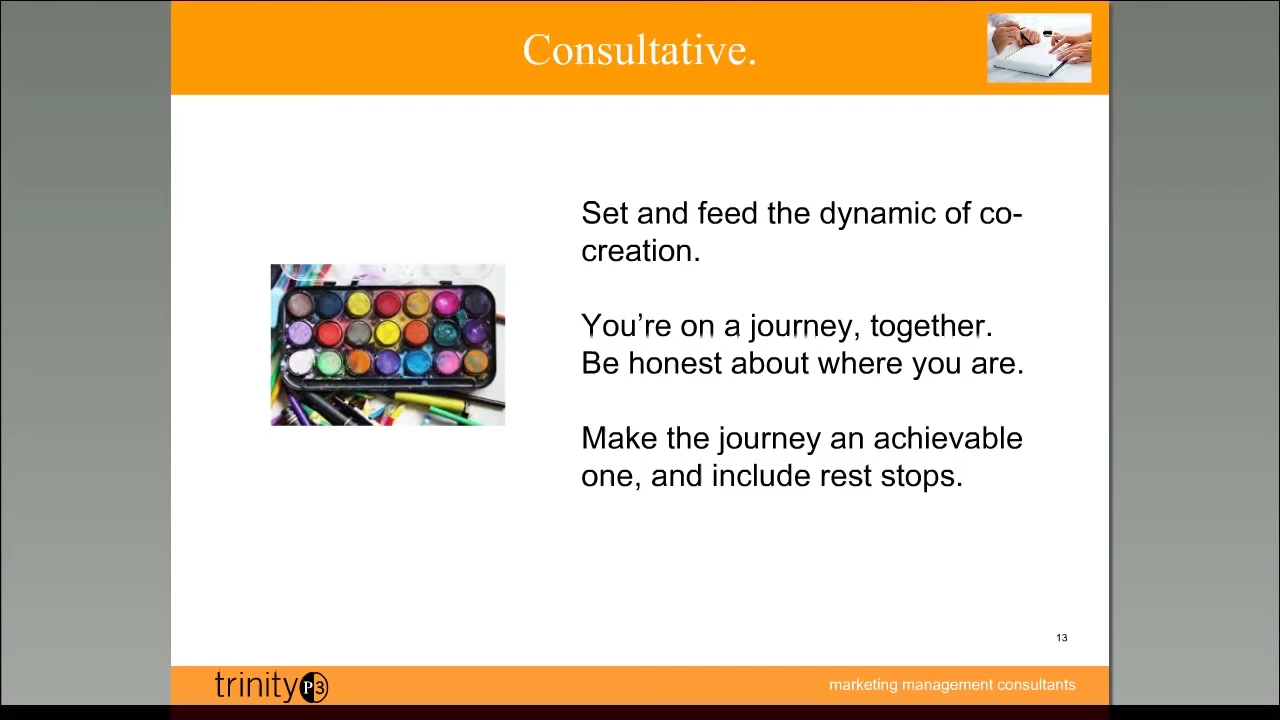 Consultative.
Set and feed the dynamic of co-
creation.
You’re on a journey, together.
Be honest about where you are.
Make the journey an achievable
one, and include rest stops.
13
trinity P3
marketing management consultants